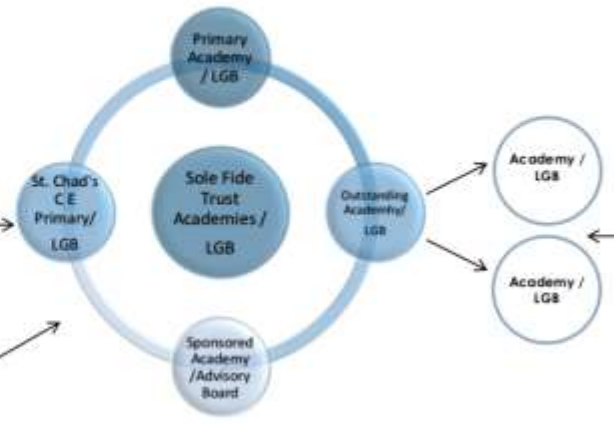 Primary
Academy
/ LGB
St. Chad's
C E
Primary/
LGB
Sole Fide
Trust
Academies /
LGB
Outstanding
Academy/
LGB
Academy /
LGB
Academy /
LGB
Sponsored
Academy
/Advisory
Board